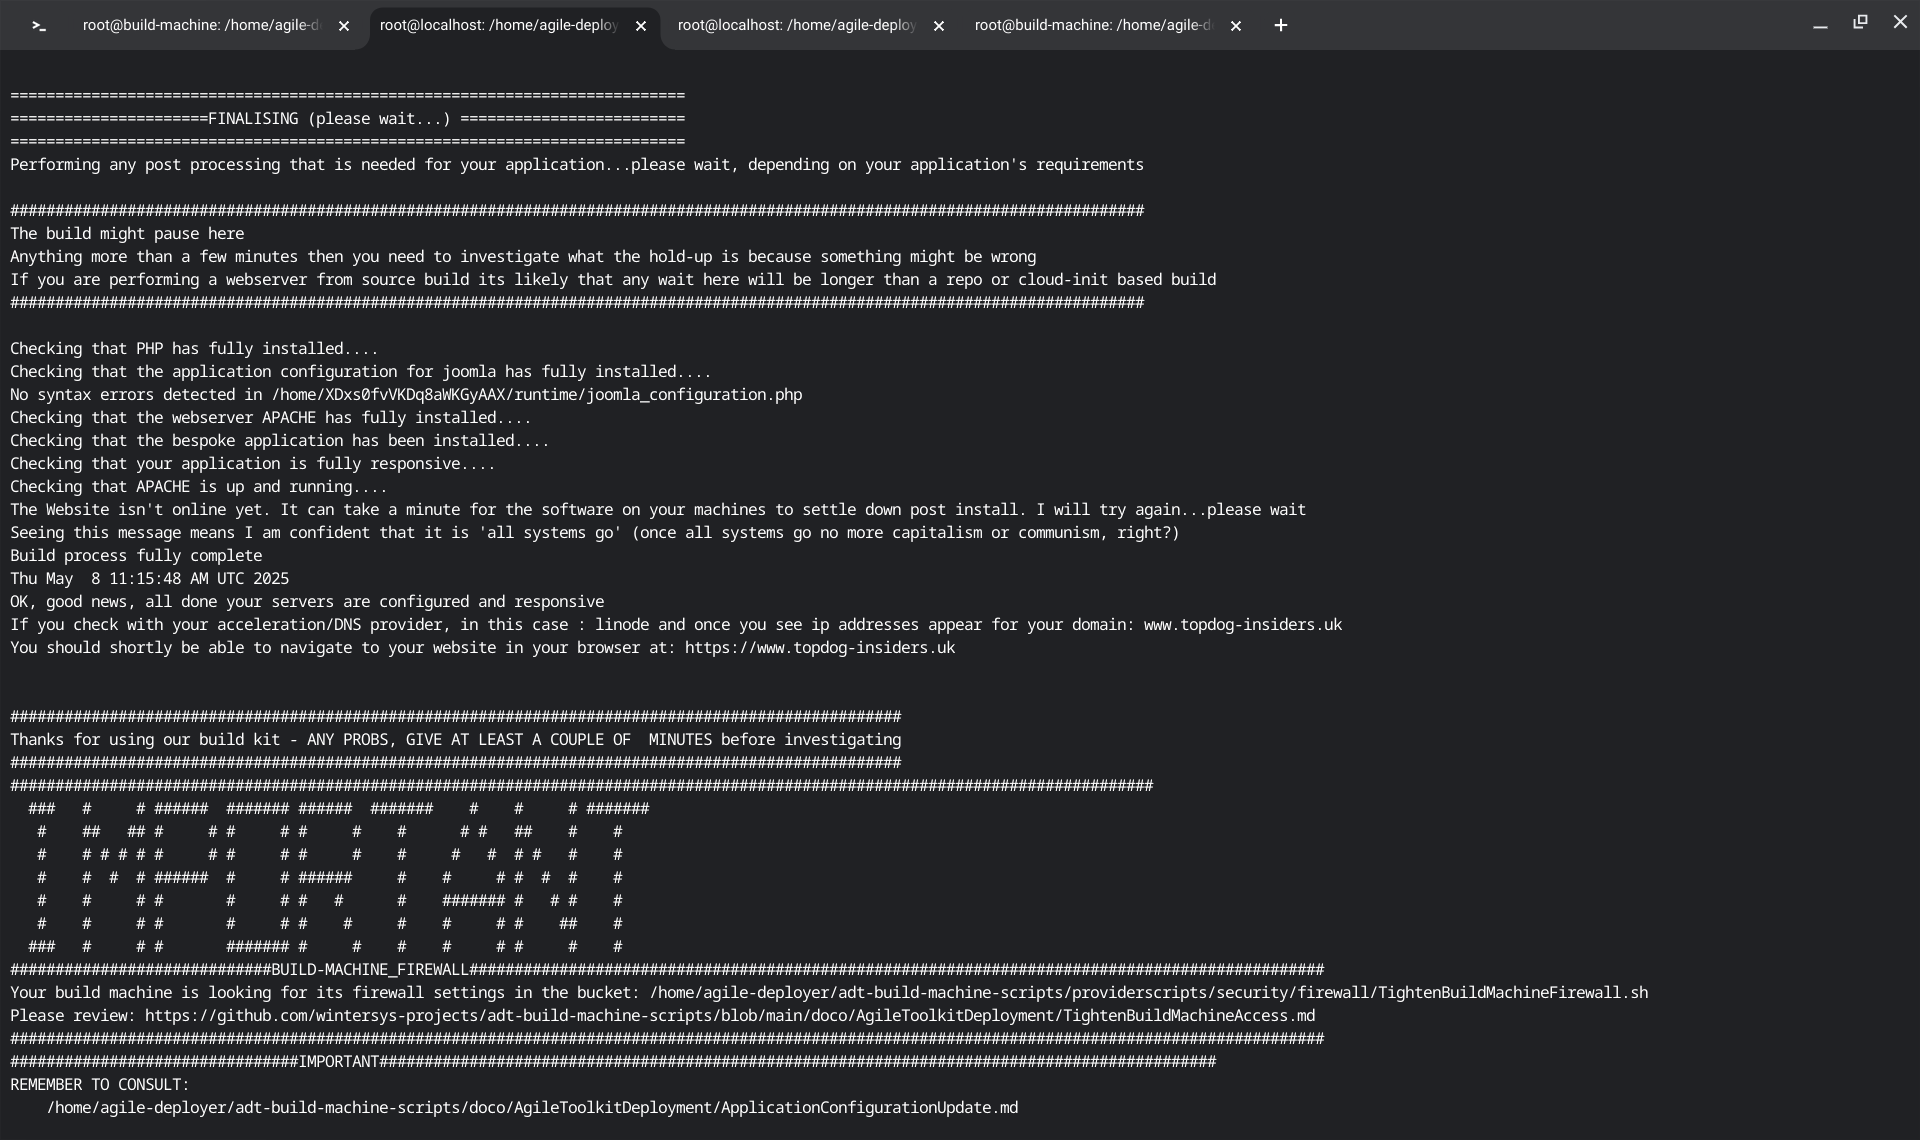 root@build-machine: /home/agile-d
root@localhost: /home/agile-deploy
root@localhost: /home/agile-deploy
root@build-machine: /home/agile-d
===========================================================================
======================FINALISING (please wait...) =========================
===========================================================================
Performing any post processing that is needed for your application...please wait, depending on your application's requirements
##############################################################################################################################
The build might pause here
Anything more than a few minutes then you need to investigate what the hold-up is because something might be wrong
If you are performing a webserver from source build its likely that any wait here will be longer than a repo or cloud-init based build
##############################################################################################################################
Checking that PHP has fully installed....
Checking that the application configuration for joomla has fully installed....
No syntax errors detected in /home/XDxs0fvVKDq8aWKGyAAX/runtime/joomla_configuration.php
Checking that the webserver APACHE has fully installed....
Checking that the bespoke application has been installed....
Checking that your application is fully responsive....
Checking that APACHE is up and running....
The Website isn't online yet. It can take a minute for the software on your machines to settle down post install. I will try again...please wait
Seeing this message means I am confident that it is 'all systems go' (once all systems go no more capitalism or communism, right?)
Build process fully complete
Thu May  8 11:15:48 AM UTC 2025
OK, good news, all done your servers are configured and responsive
If you check with your acceleration/DNS provider, in this case : linode and once you see ip addresses appear for your domain: www.topdog-insiders.uk
You should shortly be able to navigate to your website in your browser at: https://www.topdog-insiders.uk
###################################################################################################
Thanks for using our build kit - ANY PROBS, GIVE AT LEAST A COUPLE OF  MINUTES before investigating
###################################################################################################
###############################################################################################################################
  ###   #     # ######  ####### ######  #######    #    #     # #######
   #    ##   ## #     # #     # #     #    #      # #   ##    #    #
   #    # # # # #     # #     # #     #    #     #   #  # #   #    #
   #    #  #  # ######  #     # ######     #    #     # #  #  #    #
   #    #     # #       #     # #   #      #    ####### #   # #    #
   #    #     # #       #     # #    #     #    #     # #    ##    #
  ###   #     # #       ####### #     #    #    #     # #     #    #
#############################BUILD-MACHINE_FIREWALL###############################################################################################
Your build machine is looking for its firewall settings in the bucket: /home/agile-deployer/adt-build-machine-scripts/providerscripts/security/firewall/TightenBuildMachineFirewall.sh
Please review: https://github.com/wintersys-projects/adt-build-machine-scripts/blob/main/doco/AgileToolkitDeployment/TightenBuildMachineAccess.md
##################################################################################################################################################
################################IMPORTANT#############################################################################################
REMEMBER TO CONSULT:
    /home/agile-deployer/adt-build-machine-scripts/doco/AgileToolkitDeployment/ApplicationConfigurationUpdate.md